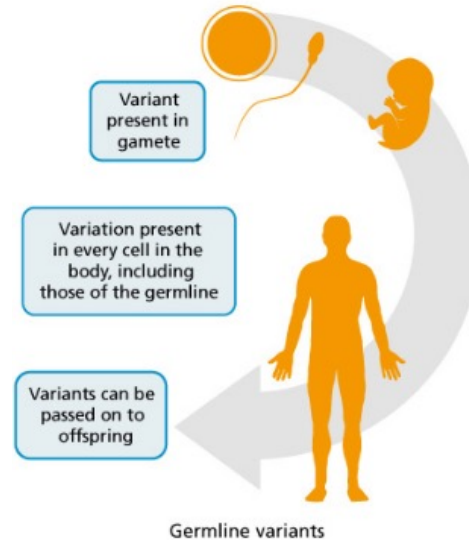 Variant
present in
gamete
Variation present
in every cell in the
body, including
those of the germline
Variants can be
passed on to
offspring
Germline variants